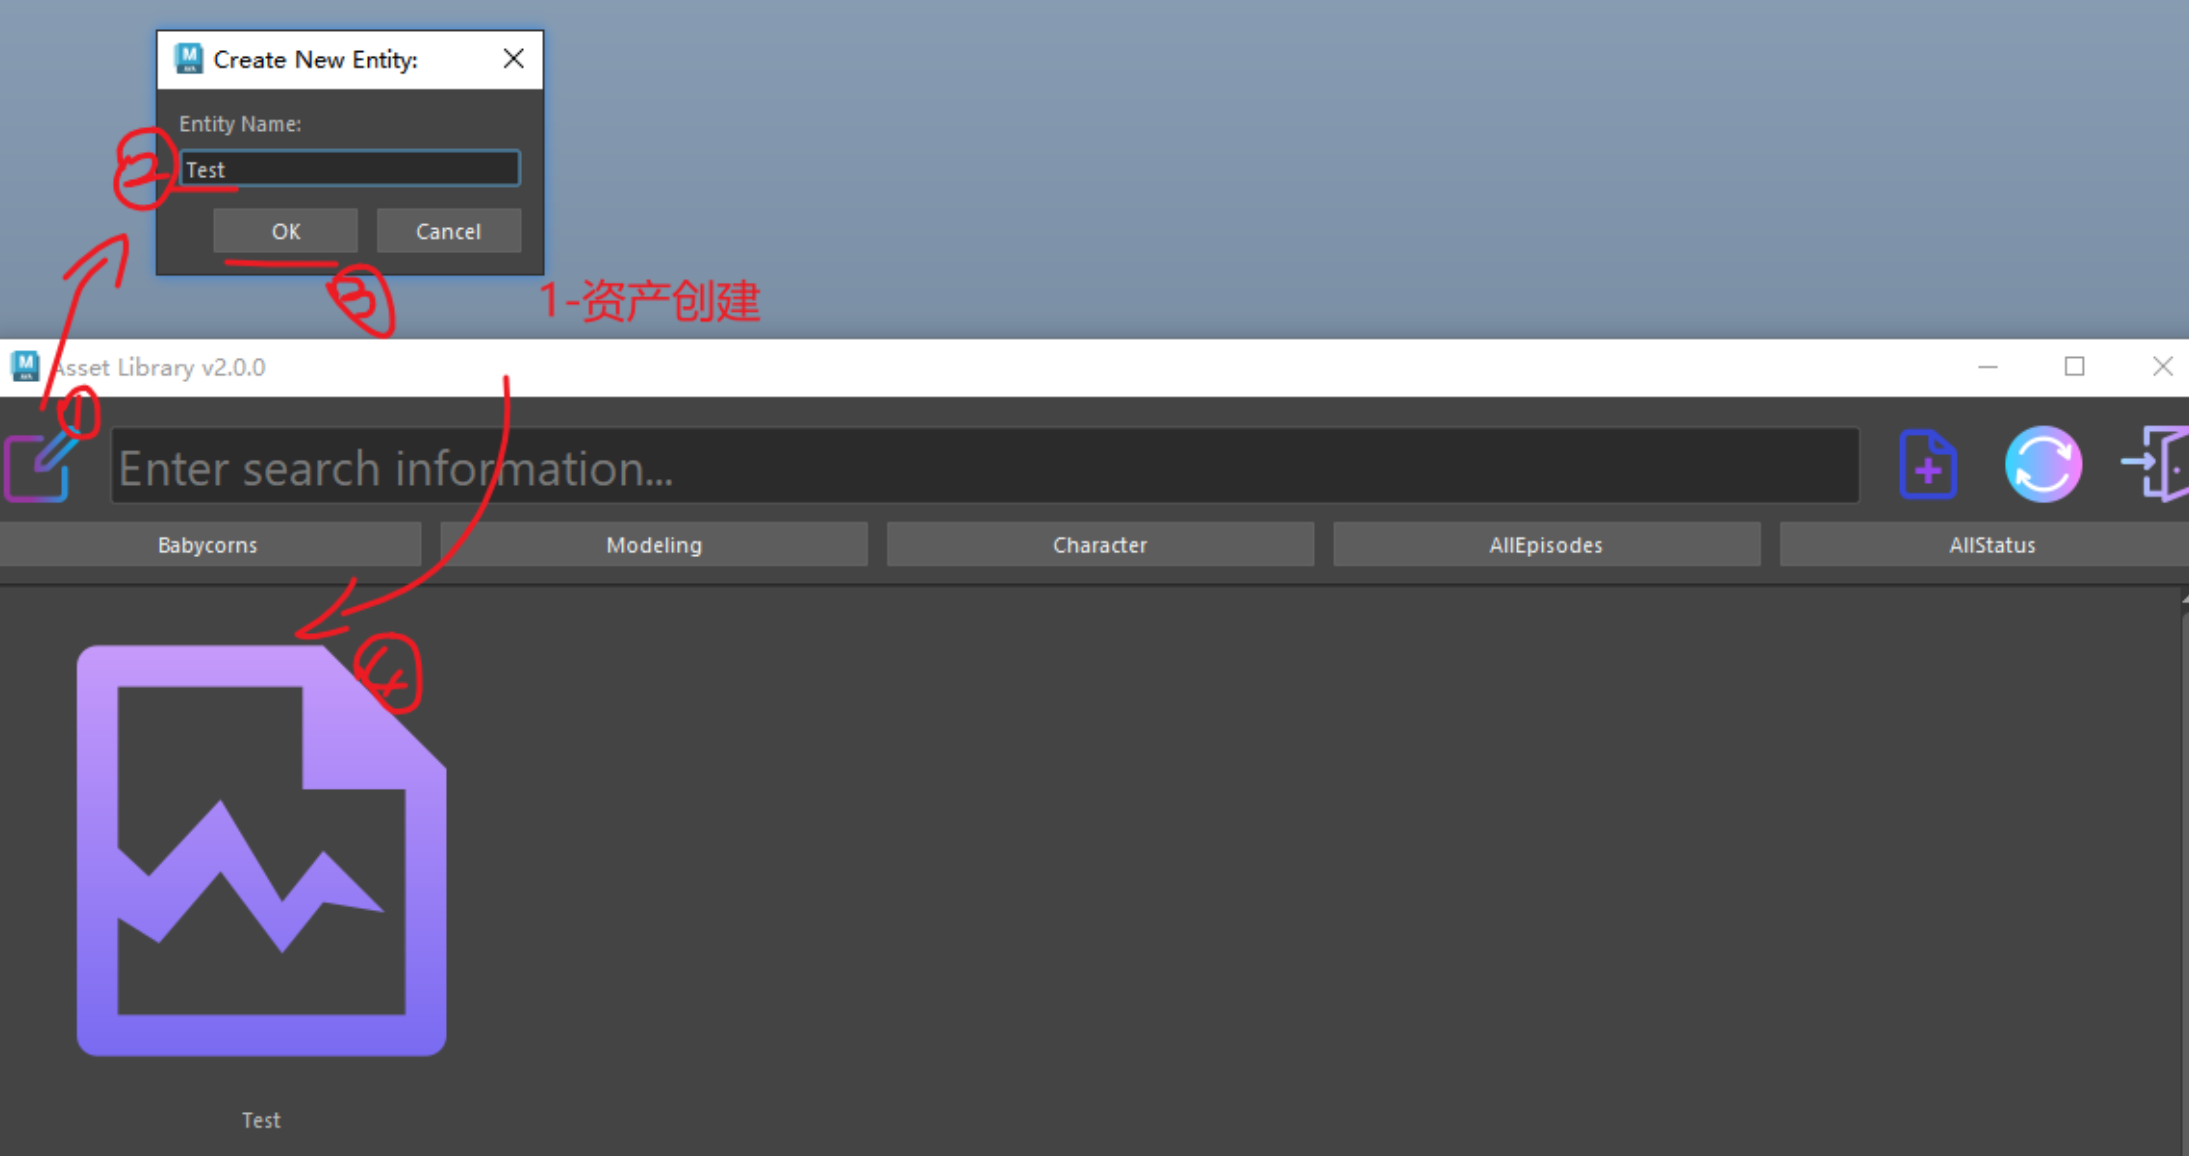 Create New Entity:
Entity Name:
②
Test
OK
Cancel
③
1-资产创建
Asset Library v2.0.0
①
Enter search information...
Babycorns
Modeling
Character
AllEpisodes
AllStatus
④
Test